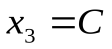 x₃ = C